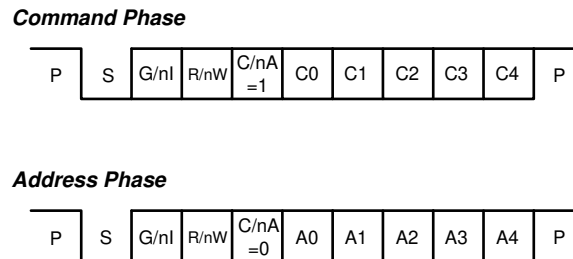 Command Phase
P S G/nI R/nW C/nA =1 C0 C1 C2 C3 C4 P
Address Phase
P S G/nI R/nW C/nA =0 A0 A1 A2 A3 A4 P